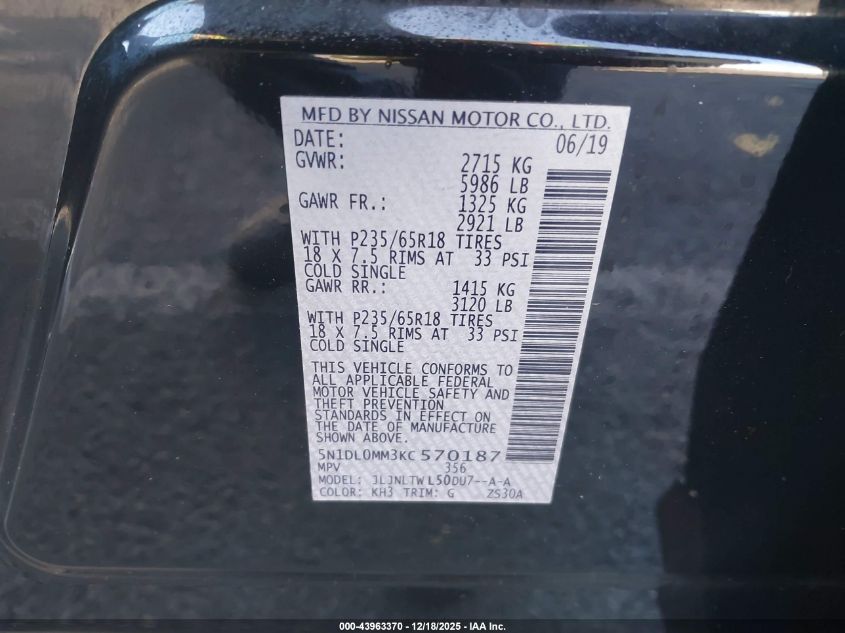 MFD BY NISSAN MOTOR CO., LTD.
DATE: 06/19
GVWR: 2715 KG
5986 LB
GAWR FR.: 1325 KG
2921 LB
WITH P235/65R18 TIRES
18 X 7.5 RIMS AT 33 PSI
COLD SINGLE
GAWR RR.: 1415 KG
3120 LB
WITH P235/65R18 TIRES
18 X 7.5 RIMS AT 33 PSI
COLD SINGLE
THIS VEHICLE CONFORMS TO
ALL APPLICABLE FEDERAL
MOTOR VEHICLE SAFETY AND
THEFT PREVENTION
STANDARDS IN EFFECT ON
THE DATE OF MANUFACTURE
SHOWN ABOVE.
5N1DL0MM3KC570187
MPV 356
MODEL: JLJNLTWL50DU7--A-A
COLOR: KH3 TRIM: G ZS30A
000-43963370 - 12/18/2025 - IAA Inc.